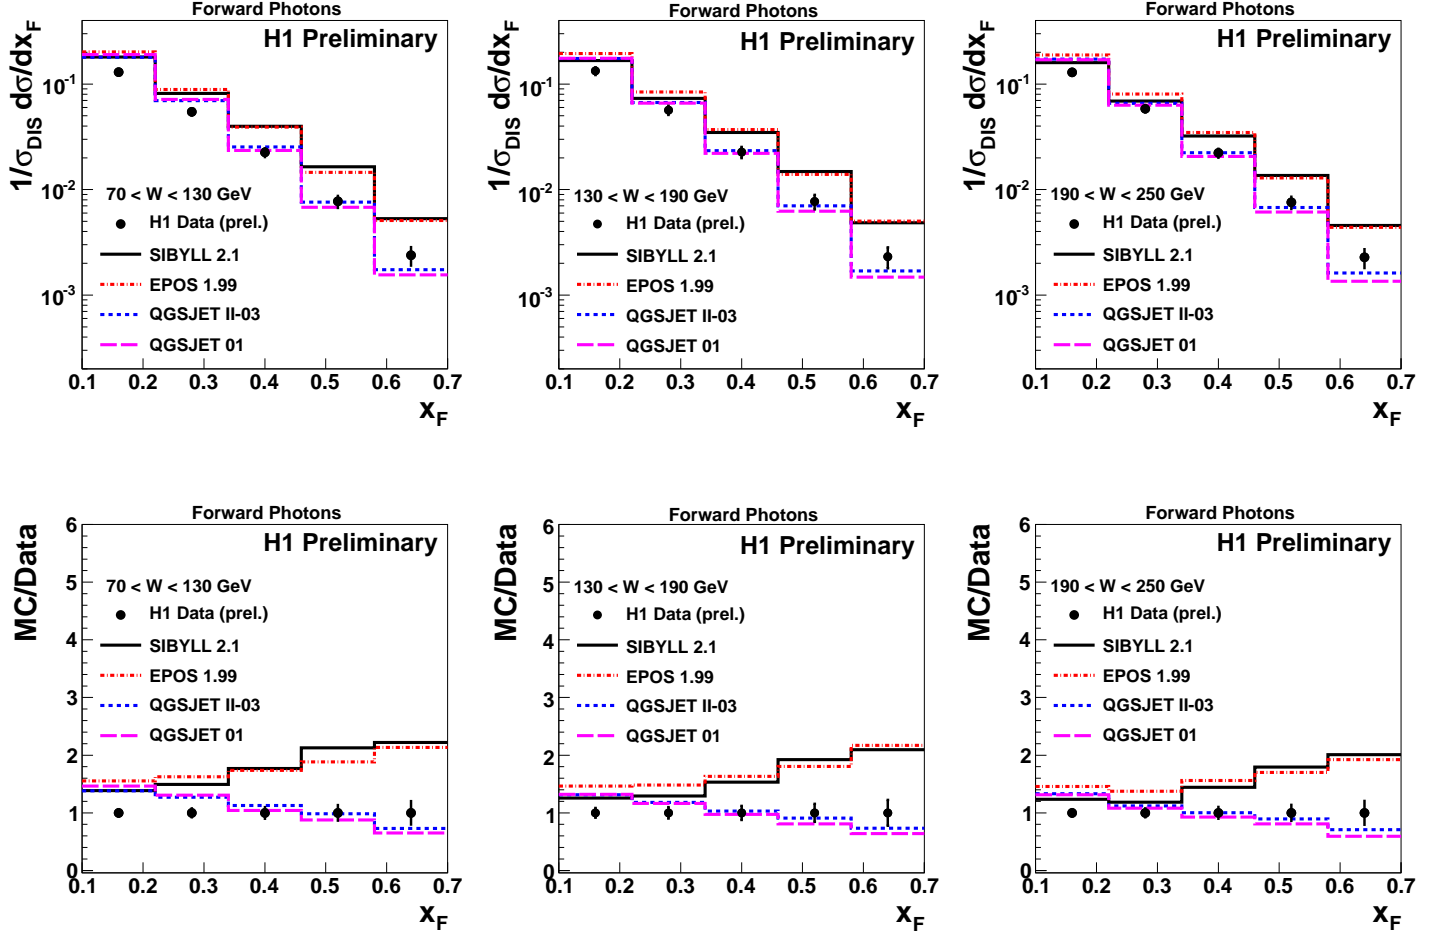 Forward Photons
H1 Preliminary
1/σDIS dσ/dxF
10-1
10-2
10-3
70 < W < 130 GeV
H1 Data (prel.)
SIBYLL 2.1
EPOS 1.99
QGSJET II-03
QGSJET 01
0.1 0.2 0.3 0.4 0.5 0.6 0.7
xF
Forward Photons
H1 Preliminary
1/σDIS dσ/dxF
10-1
10-2
10-3
130 < W < 190 GeV
H1 Data (prel.)
SIBYLL 2.1
EPOS 1.99
QGSJET II-03
QGSJET 01
0.1 0.2 0.3 0.4 0.5 0.6 0.7
xF
Forward Photons
H1 Preliminary
1/σDIS dσ/dxF
10-1
10-2
10-3
190 < W < 250 GeV
H1 Data (prel.)
SIBYLL 2.1
EPOS 1.99
QGSJET II-03
QGSJET 01
0.1 0.2 0.3 0.4 0.5 0.6 0.7
xF
Forward Photons
H1 Preliminary
MC/Data
6
5
4
3
2
1
0
70 < W < 130 GeV
H1 Data (prel.)
SIBYLL 2.1
EPOS 1.99
QGSJET II-03
QGSJET 01
0.1 0.2 0.3 0.4 0.5 0.6 0.7
xF
Forward Photons
H1 Preliminary
MC/Data
6
5
4
3
2
1
0
130 < W < 190 GeV
H1 Data (prel.)
SIBYLL 2.1
EPOS 1.99
QGSJET II-03
QGSJET 01
0.1 0.2 0.3 0.4 0.5 0.6 0.7
xF
Forward Photons
H1 Preliminary
MC/Data
6
5
4
3
2
1
0
190 < W < 250 GeV
H1 Data (prel.)
SIBYLL 2.1
EPOS 1.99
QGSJET II-03
QGSJET 01
0.1 0.2 0.3 0.4 0.5 0.6 0.7
xF